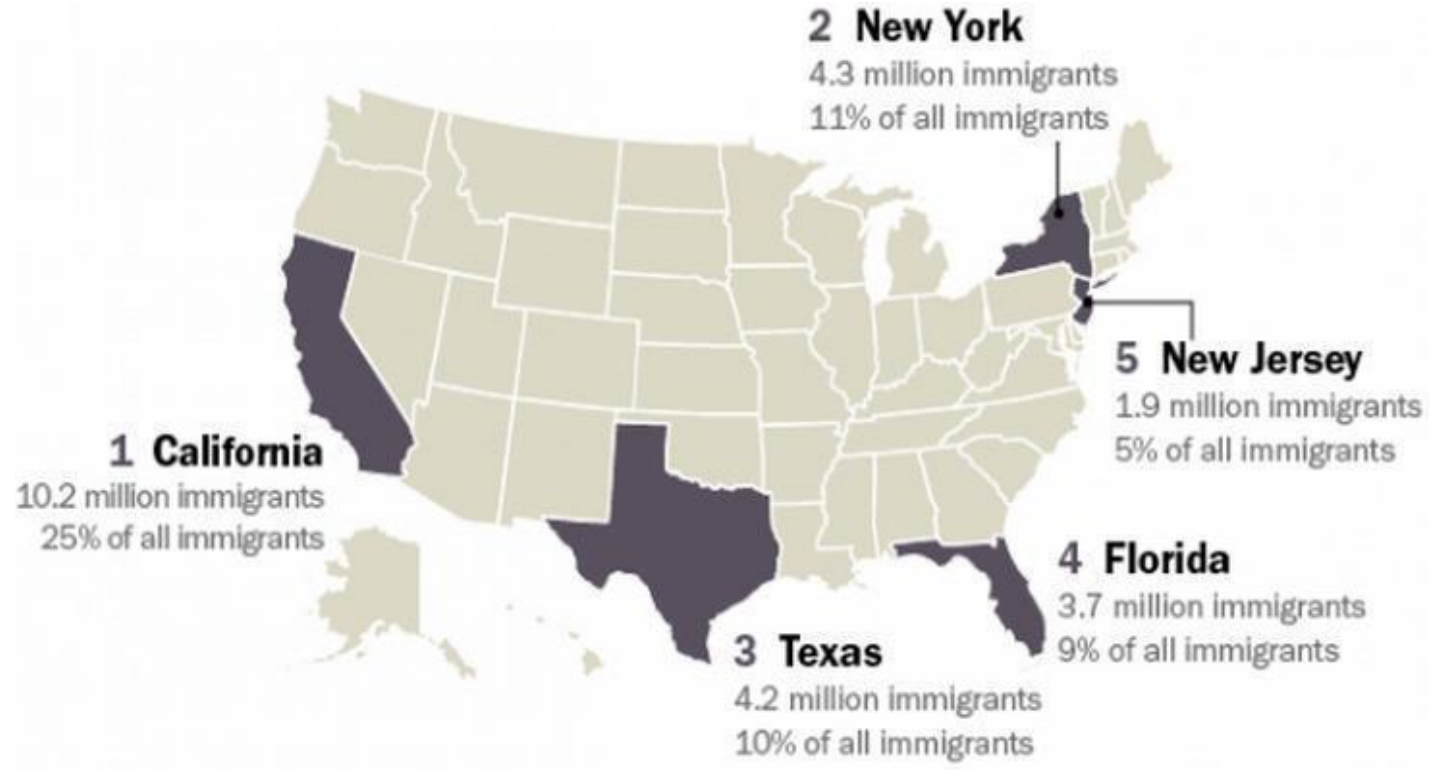 2 New York
4.3 million immigrants
11% of all immigrants
5 New Jersey
1.9 million immigrants
5% of all immigrants
1 California
10.2 million immigrants
25% of all immigrants
4 Florida
3.7 million immigrants
9% of all immigrants
3 Texas
4.2 million immigrants
10% of all immigrants